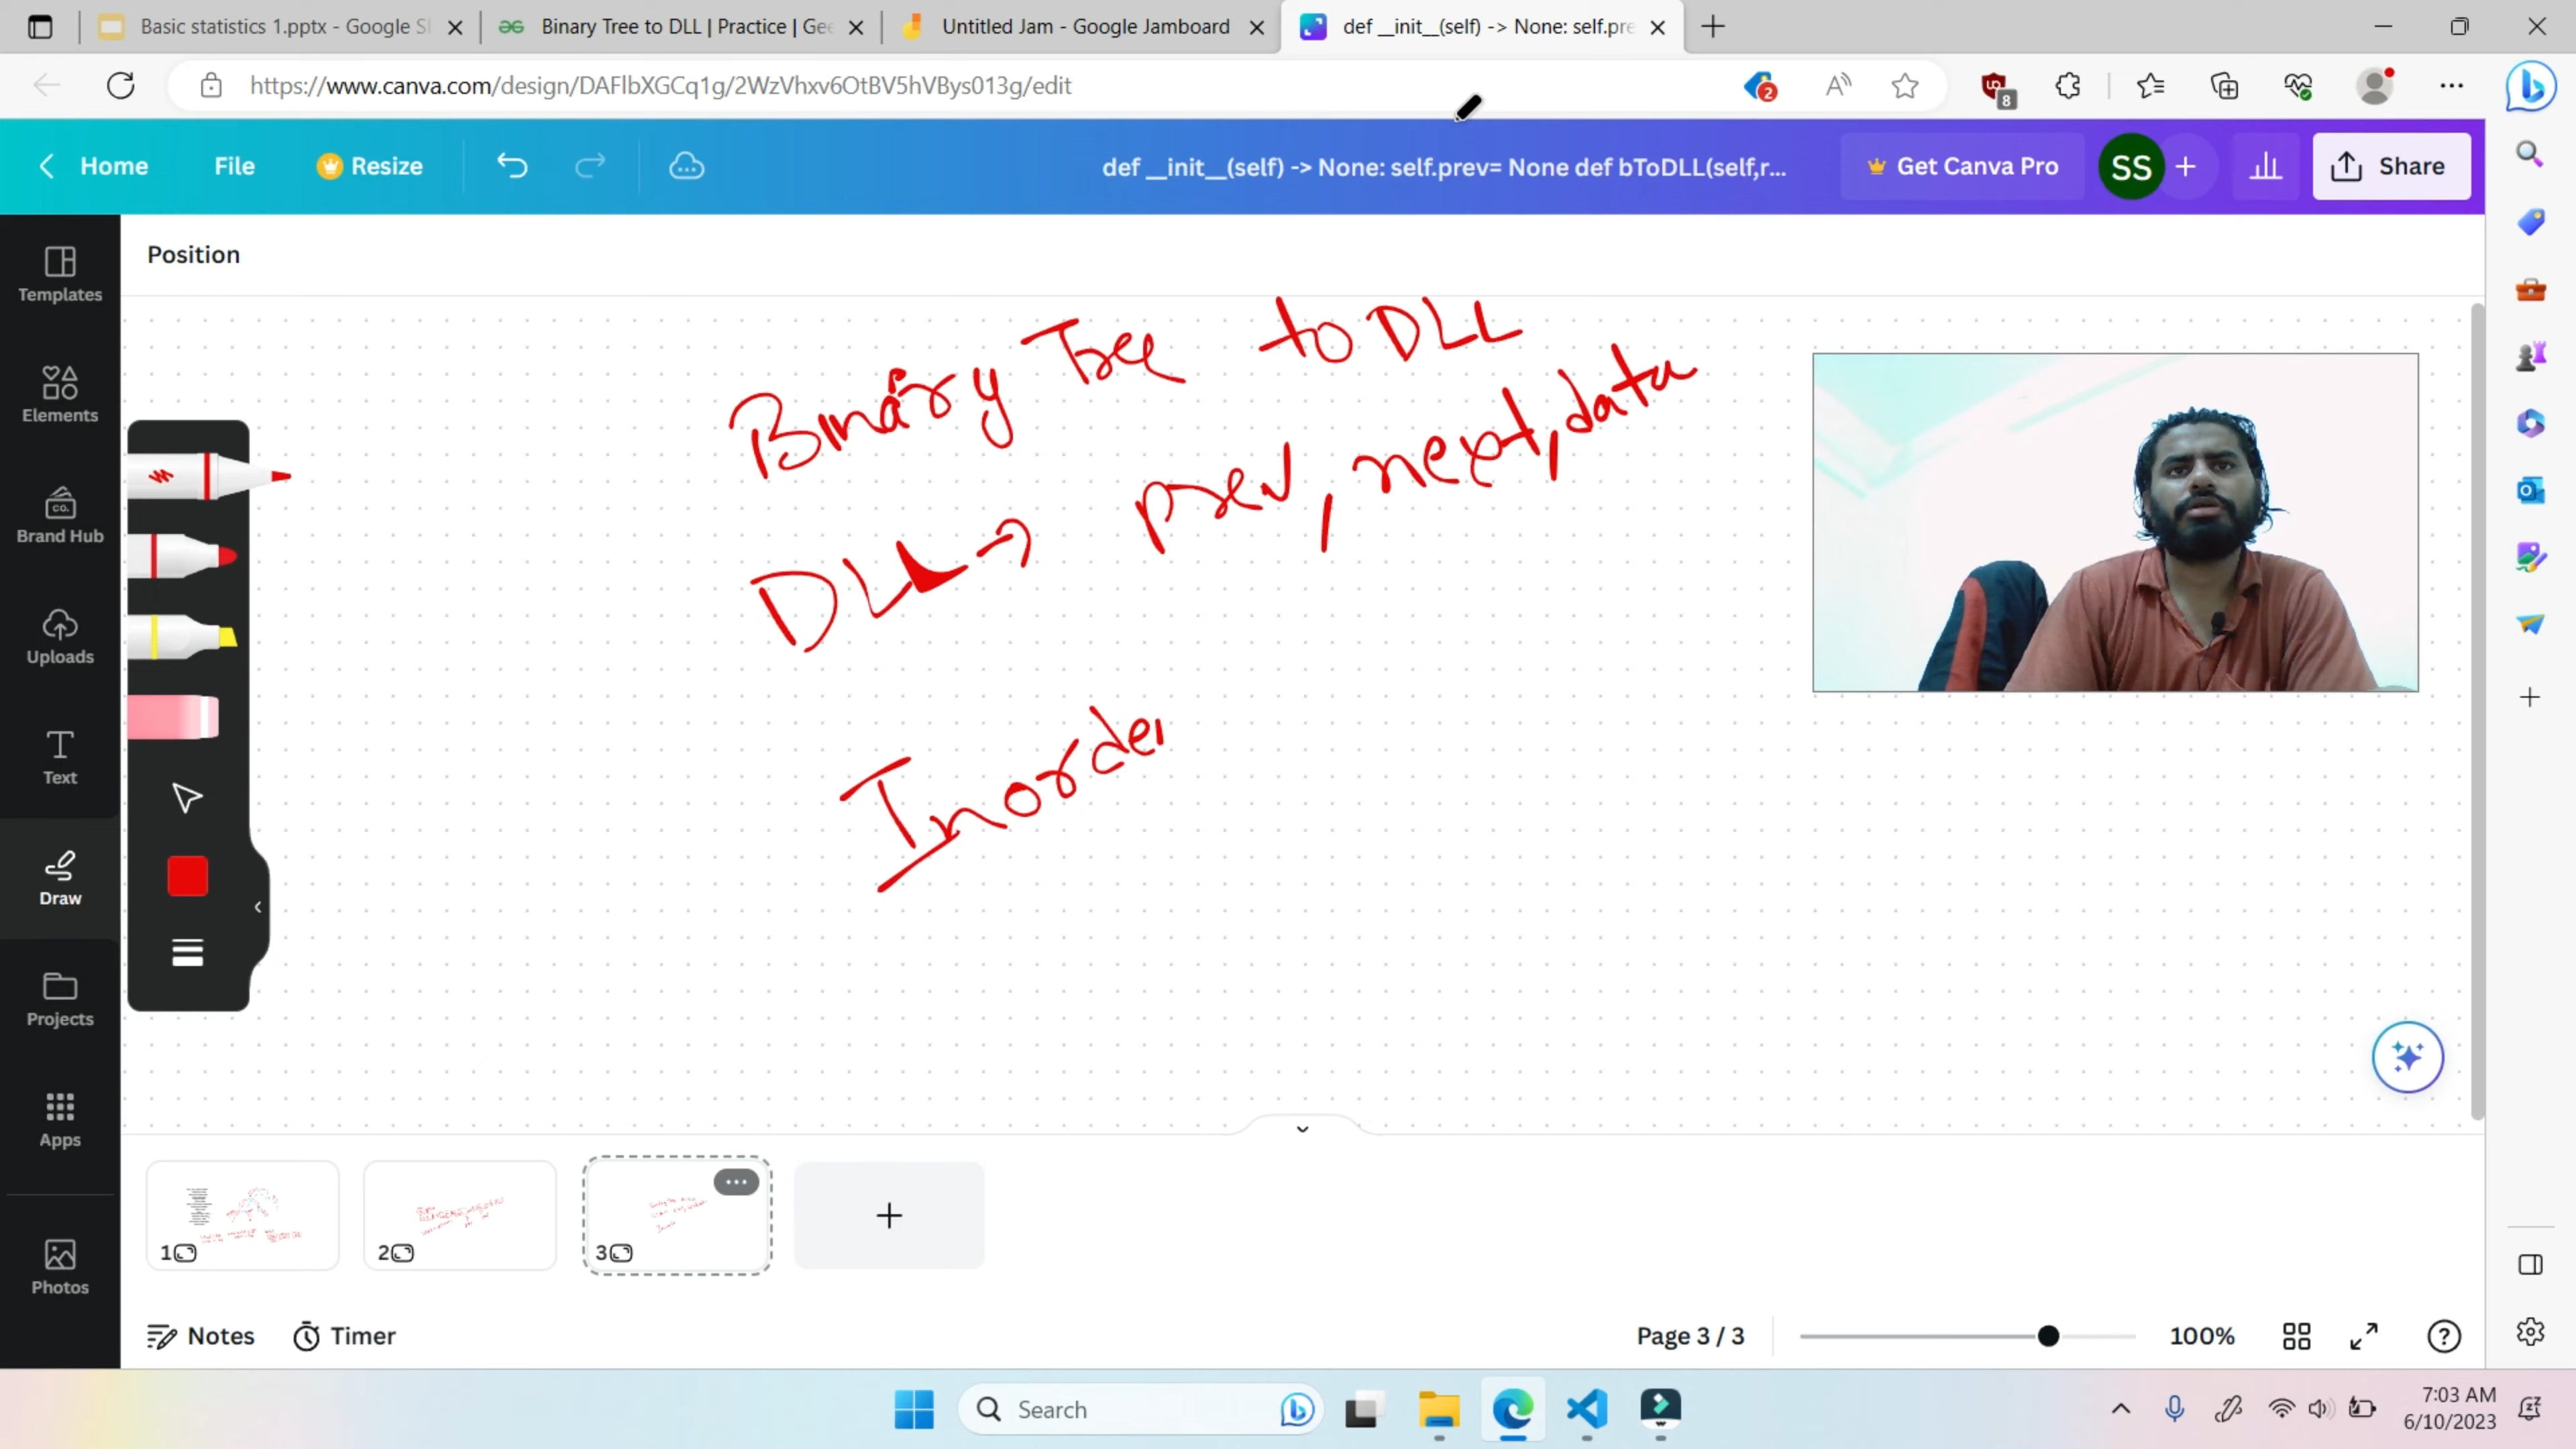 Basic statistics 1.pptx - Google Sl
Binary Tree to DLL | Practice | Gee
Untitled Jam - Google Jamboard
def __init__(self) -> None: self.pre
https://www.canva.com/design/DAFlbXGCq1g/2WzVhxv6OtBV5hVBys013g/edit
2
8
Home
File
Resize
def __init__(self) -> None: self.prev= None def bToDLL(self,r...
Get Canva Pro
SS
Share
Position
Templates
Elements
Brand Hub
Uploads
Text
Draw
Projects
Apps
Photos
Binary Tree to DLL
DLL → prev, next, data
Inorder
1
2
3
Notes
Timer
Page 3 / 3
100%
Search
7:03 AM
6/10/2023